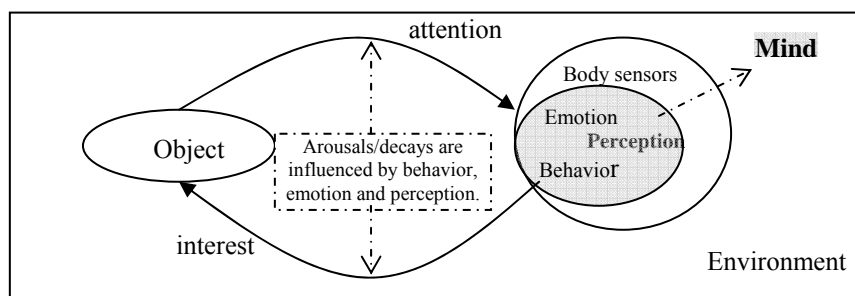 attention
Mind
Body sensors
Emotion
Perception
Behavior
Object
Arousals/decays are
influenced by behavior,
emotion and perception.
interest
Environment